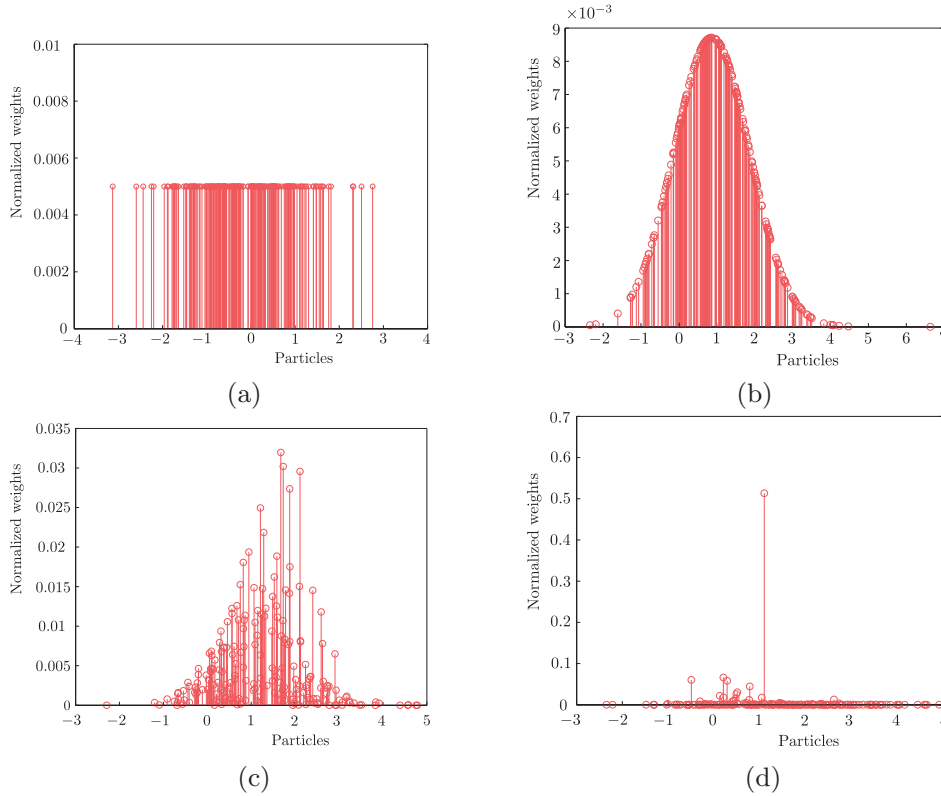 0.01
0.008
0.006
0.004
0.002
0
−4 −3 −2 −1 0 1 2 3 4
Normalized weights
Particles
(a)
×10−3
9
8
7
6
5
4
3
2
1
0
−3 −2 −1 0 1 2 3 4 5 6 7
Normalized weights
Particles
(b)
0.035
0.03
0.025
0.02
0.015
0.01
0.005
0
−3 −2 −1 0 1 2 3 4 5
Normalized weights
Particles
(c)
0.7
0.6
0.5
0.4
0.3
0.2
0.1
0
−3 −2 −1 0 1 2 3 4 5
Normalized weights
Particles
(d)